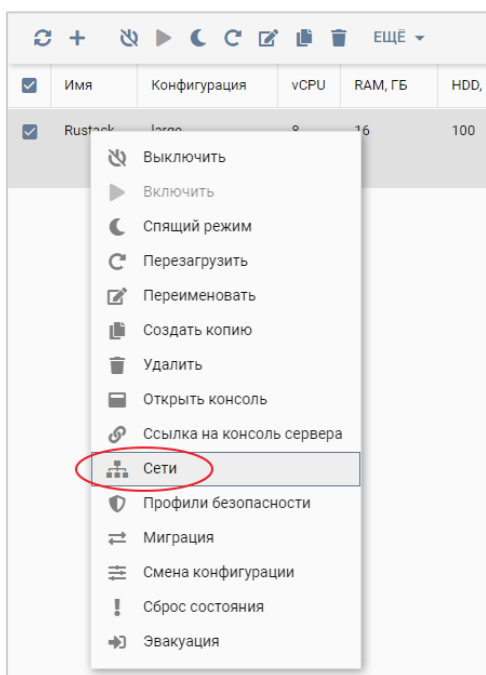 ЕЩЁ
Имя Конфигурация vCPU RAM, ГБ HDD,
Rustack large 8 16 100
Выключить
Включить
Спящий режим
Перезагрузить
Переименовать
Создать копию
Удалить
Открыть консоль
Ссылка на консоль сервера
Сети
Профили безопасности
Миграция
Смена конфигурации
Сброс состояния
Эвакуация